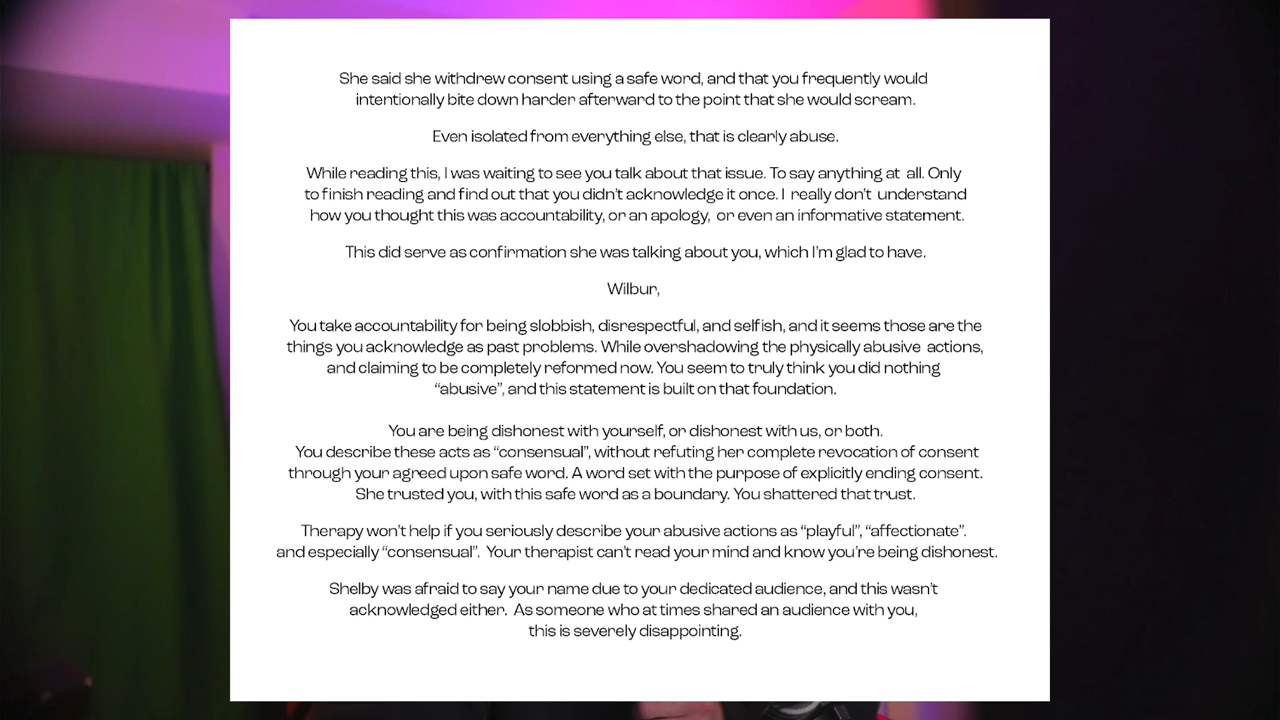 She said she withdrew consent using a safe word, and that you frequently would
intentionally bite down harder afterward to the point that she would scream.
Even isolated from everything else, that is clearly abuse.
While reading this, I was waiting to see you talk about that issue. To say anything at all. Only
to finish reading and find out that you didn't acknowledge it once. I really don't understand
how you thought this was accountability, or an apology, or even an informative statement.
This did serve as confirmation she was talking about you, which I'm glad to have.
Wilbur,
You take accountability for being slobbish, disrespectful, and selfish, and it seems those are the
things you acknowledge as past problems. While overshadowing the physically abusive actions,
and claiming to be completely reformed now. You seem to truly think you did nothing
“abusive”, and this statement is built on that foundation.
You are being dishonest with yourself, or dishonest with us, or both.
You describe these acts as “consensual”, without refuting her complete revocation of consent
through your agreed upon safe word. A word set with the purpose of explicitly ending consent.
She trusted you, with this safe word as a boundary. You shattered that trust.
Therapy won't help if you seriously describe your abusive actions as “playful”, “affectionate”.
and especially “consensual”. Your therapist can't read your mind and know you're being dishonest.
Shelby was afraid to say your name due to your dedicated audience, and this wasn't
acknowledged either. As someone who at times shared an audience with you,
this is severely disappointing.